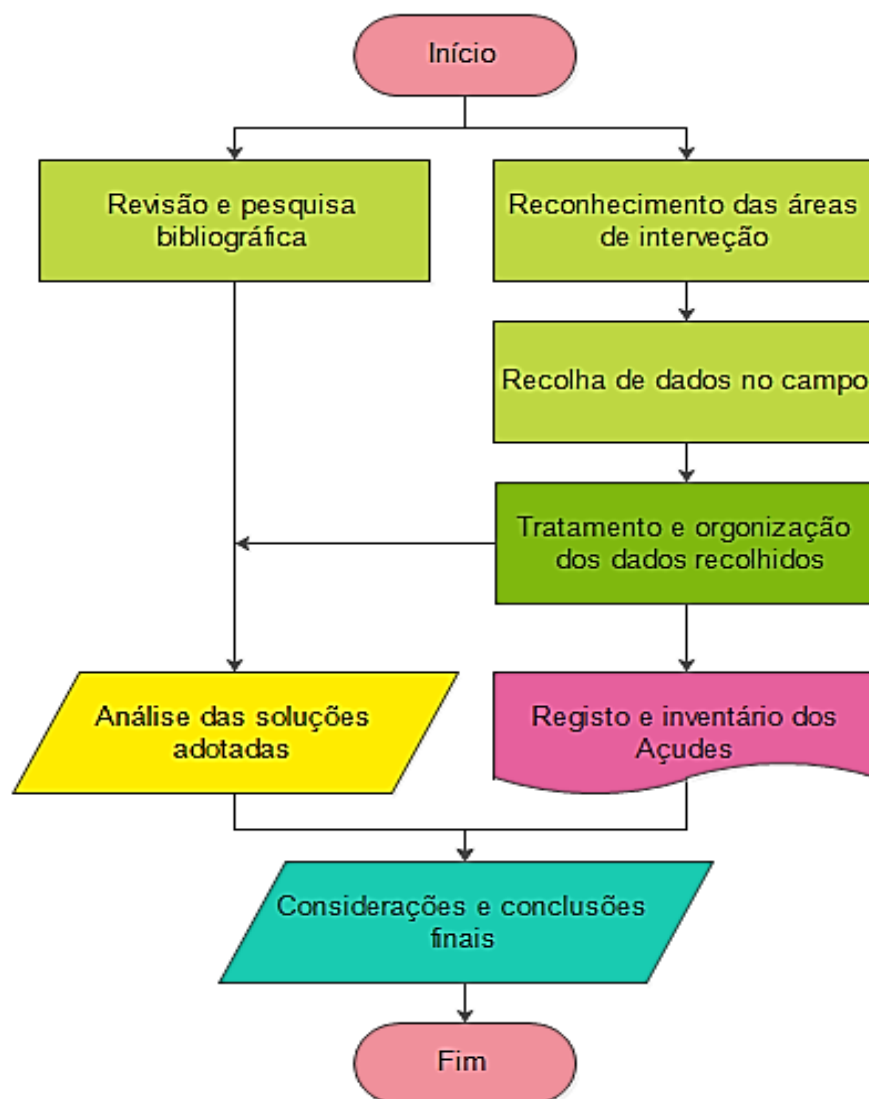 Início
Revisão e pesquisa
bibliográfica
Reconhecimento das áreas
de interveção
Recolha de dados no campo
Tratamento e orgonização
dos dados recolhidos
Análise das soluções
adotadas
Registo e inventário dos
Açudes
Considerações e conclusões
finais
Fim